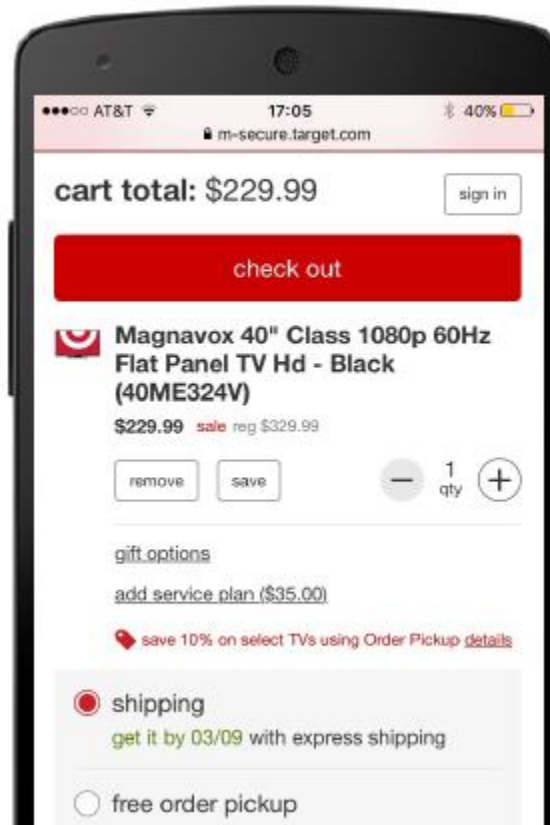 AT&T 17:05 40%
m-secure.target.com
cart total: $229.99 sign in
check out
Magnavox 40" Class 1080p 60Hz
Flat Panel TV Hd - Black
(40ME324V)
$229.99 sale reg $329.99
remove save 1
qty
gift options
add service plan ($35.00)
save 10% on select TVs using Order Pickup details
shipping
get it by 03/09 with express shipping
free order pickup